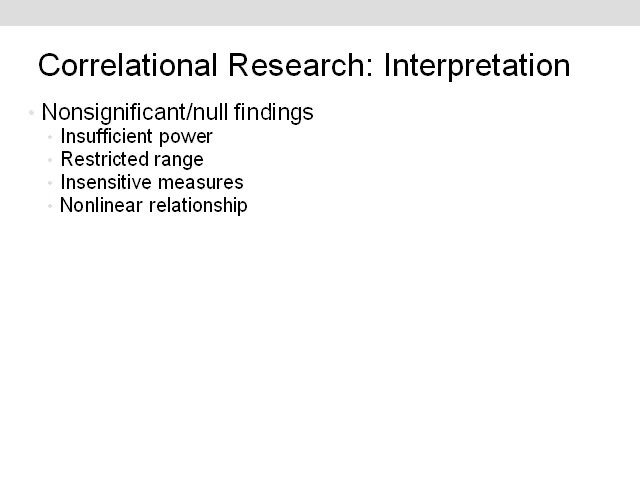 Correlational Research: Interpretation
• Nonsignificant/null findings
• Insufficient power
• Restricted range
• Insensitive measures
• Nonlinear relationship